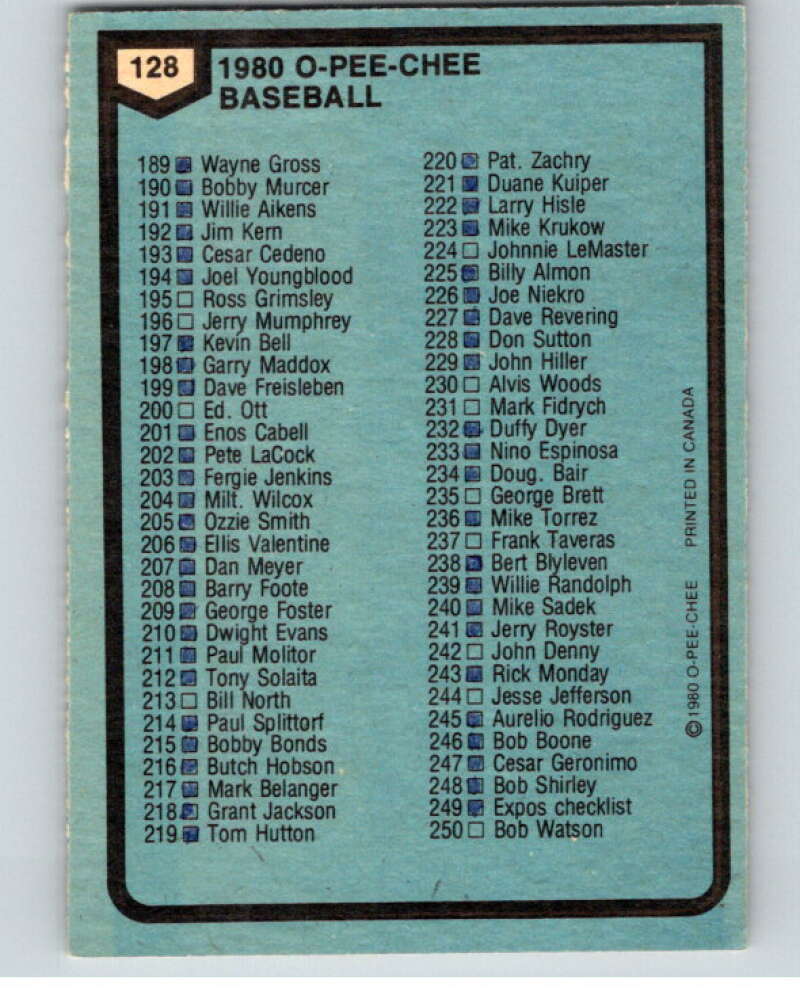 128
1980 O-PEE-CHEE
BASEBALL
189 Wayne Gross
190 Bobby Murcer
191 Willie Aikens
192 Jim Kern
193 Cesar Cedeno
194 Joel Youngblood
195 Ross Grimsley
196 Jerry Mumphrey
197 Kevin Bell
198 Garry Maddox
199 Dave Freisleben
200 Ed. Ott
201 Enos Cabell
202 Pete LaCock
203 Fergie Jenkins
204 Milt. Wilcox
205 Ozzie Smith
206 Ellis Valentine
207 Dan Meyer
208 Barry Foote
209 George Foster
210 Dwight Evans
211 Paul Molitor
212 Tony Solaita
213 Bill North
214 Paul Splittorf
215 Bobby Bonds
216 Butch Hobson
217 Mark Belanger
218 Grant Jackson
219 Tom Hutton
220 Pat. Zachry
221 Duane Kuiper
222 Larry Hisle
223 Mike Krukow
224 Johnnie LeMaster
225 Billy Almon
226 Joe Niekro
227 Dave Revering
228 Don Sutton
229 John Hiller
230 Alvis Woods
231 Mark Fidrych
232 Duffy Dyer
233 Nino Espinosa
234 Doug. Bair
235 George Brett
236 Mike Torrez
237 Frank Taveras
238 Bert Blyleven
239 Willie Randolph
240 Mike Sadek
241 Jerry Royster
242 John Denny
243 Rick Monday
244 Jesse Jefferson
245 Aurelio Rodriguez
246 Bob Boone
247 Cesar Geronimo
248 Bob Shirley
249 Expos checklist
250 Bob Watson
©1980 O-PEE-CHEE PRINTED IN CANADA